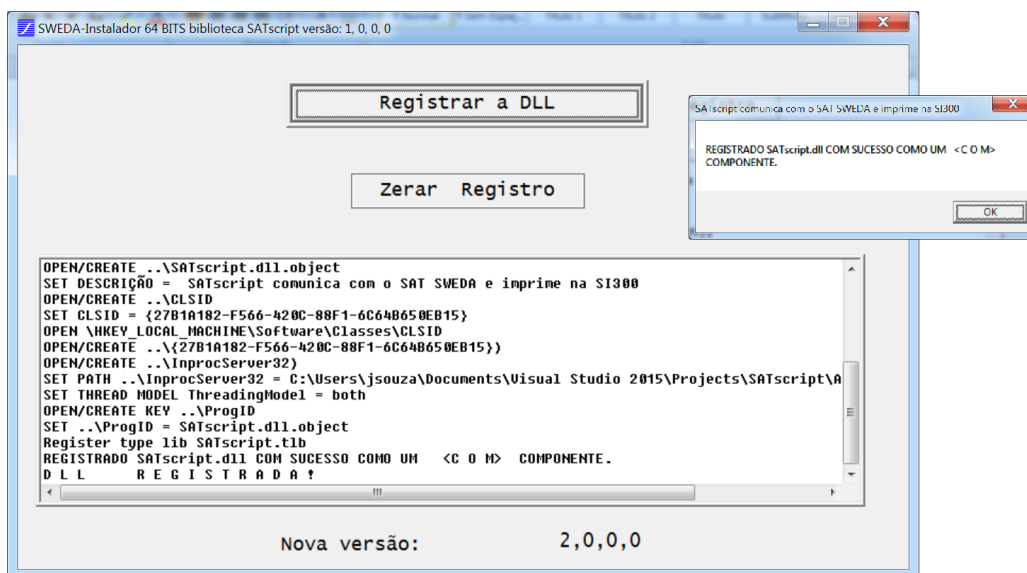 SWEDA-Instalador 64 BITS biblioteca SATscript versão: 1, 0, 0, 0
Registrar a DLL
Zerar Registro
SATscript comunica com o SAT SWEDA e imprime na SI300
REGISTRADO SATscript.dll COM SUCESSO COMO UM <C O M>
COMPONENTE.
OK
OPEN/CREATE ..\SATscript.dll.object
SET DESCRIÇÃO = SATscript comunica com o SAT SWEDA e imprime na SI300
OPEN/CREATE ..\CLSID
SET CLSID = {27B1A182-F566-420C-88F1-6C64B650EB15}
OPEN \HKEY_LOCAL_MACHINE\Software\Classes\CLSID
OPEN/CREATE ..\{27B1A182-F566-420C-88F1-6C64B650EB15})
OPEN/CREATE ..\InprocServer32)
SET PATH ..\InprocServer32 = C:\Users\jsouza\Documents\Visual Studio 2015\Projects\SATscript\A
SET THREAD MODEL ThreadingModel = both
OPEN/CREATE KEY ..\ProgID
SET ..\ProgID = SATscript.dll.object
Register type lib SATscript.tlb
REGISTRADO SATscript.dll COM SUCESSO COMO UM <C O M> COMPONENTE.
D L L R E G I S T R A D A !
Nova versão: 2,0,0,0